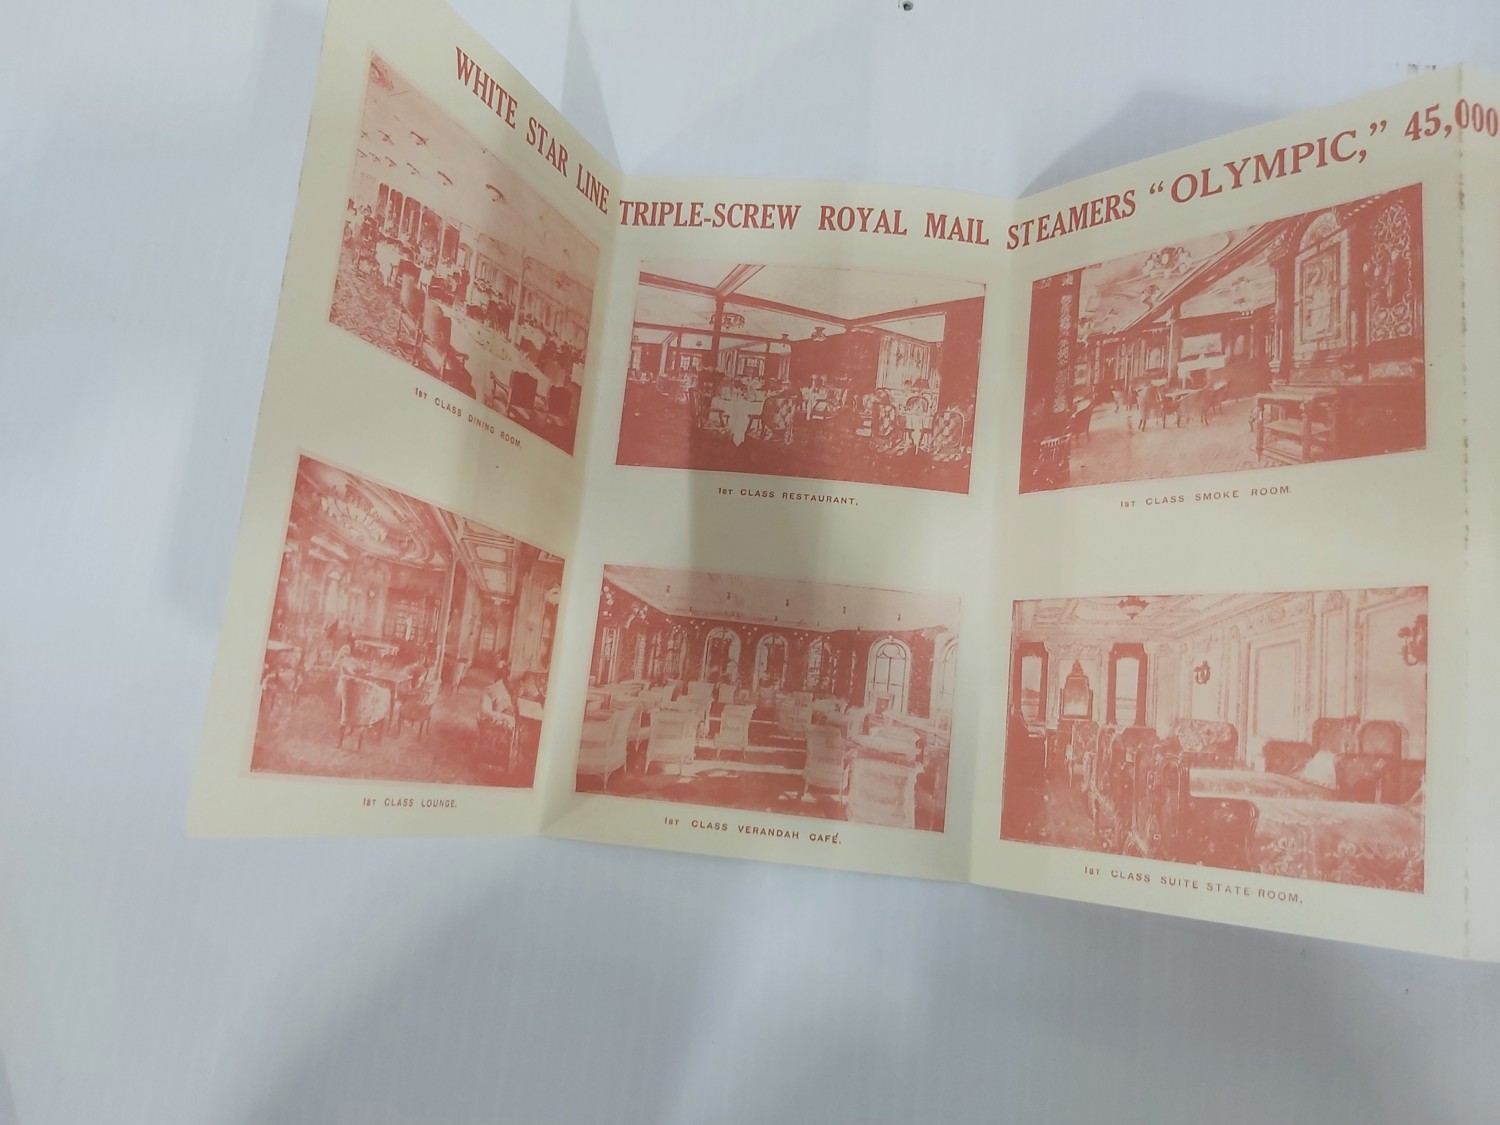 WHITE STAR LINE TRIPLE-SCREW ROYAL MAIL STEAMERS “OLYMPIC,” 45,000
1ST CLASS DINING ROOM.
1ST CLASS RESTAURANT.
1ST CLASS SMOKE ROOM.
1ST CLASS LOUNGE.
1ST CLASS VERANDAH CAFÉ.
1ST CLASS SUITE STATE-ROOM.